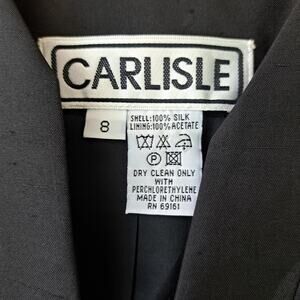 CARLISLE
8
SHELL:100% SILK
LINING:100% ACETATE
P
DRY CLEAN ONLY
WITH
PERCHLORETHYLENE
MADE IN CHINA
RN 69161